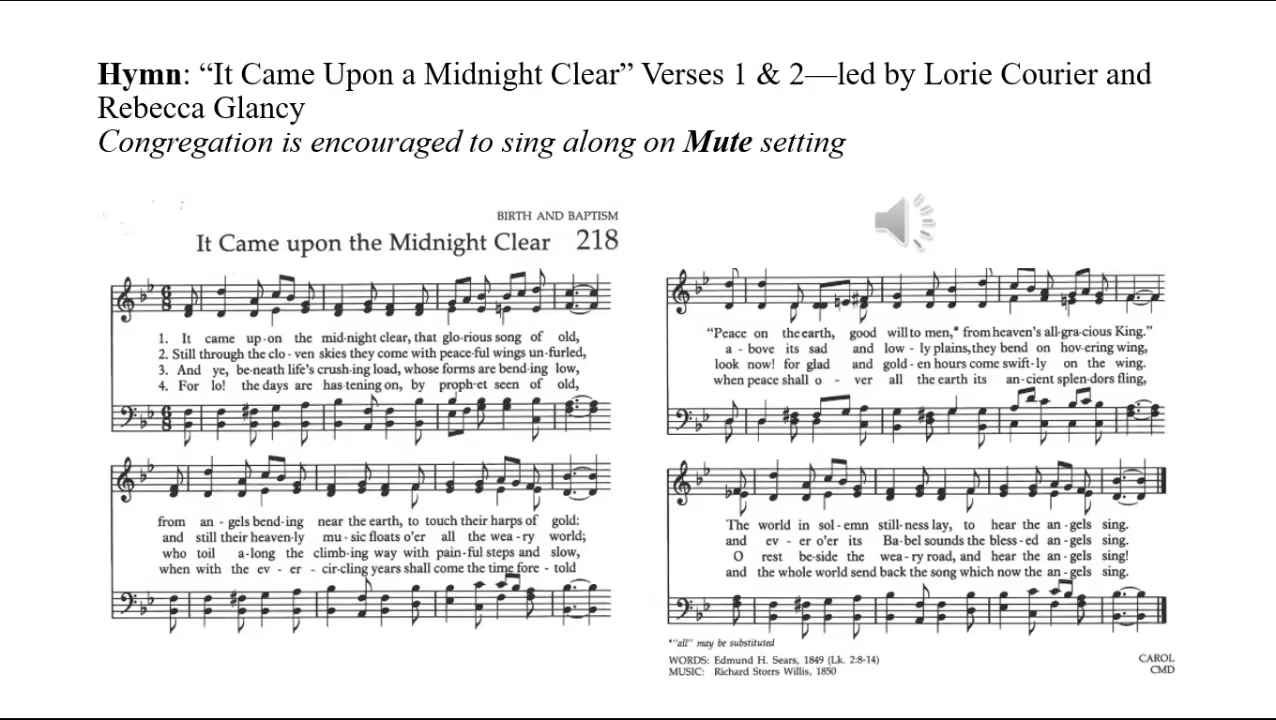 Hymn: “It Came Upon a Midnight Clear” Verses 1 & 2—led by Lorie Courier and
Rebecca Glancy
Congregation is encouraged to sing along on Mute setting
BIRTH AND BAPTISM
It Came upon the Midnight Clear 218
1. It came up-on the mid-night clear, that glo-rious song of old,
2. Still through the clo-ven skies they come with peace-ful wings un-furled,
3. And ye, be-neath life's crush-ing load, whose forms are bend-ing low,
4. For lo! the days are has-tening on, by proph-et seen of old,
from an-gels bend-ing near the earth, to touch their harps of gold:
and still their heaven-ly mu-sic floats o'er all the wea-ry world;
who toil a-long the climb-ing way with pain-ful steps and slow,
when with the ev-er-cir-cling years shall come the time fore-told
“Peace on the earth, good will to men,* from heaven's all-gra-cious King.”
a-bove its sad and low-ly plains, they bend on hov-ering wing,
look now! for glad and gold-en hours come swift-ly on the wing.
when peace shall o-ver all the earth its an-cient splen-dors fling,
The world in sol-emn still-ness lay, to hear the an-gels sing.
and ev-er o'er its Ba-bel sounds the bless-ed an-gels sing.
O rest be-side the wea-ry road, and hear the an-gels sing!
and the whole world send back the song which now the an-gels sing.
*“all” may be substituted
WORDS: Edmund H. Sears, 1849 (Lk. 2:8-14)
MUSIC: Richard Storrs Willis, 1850
CAROL
CMD